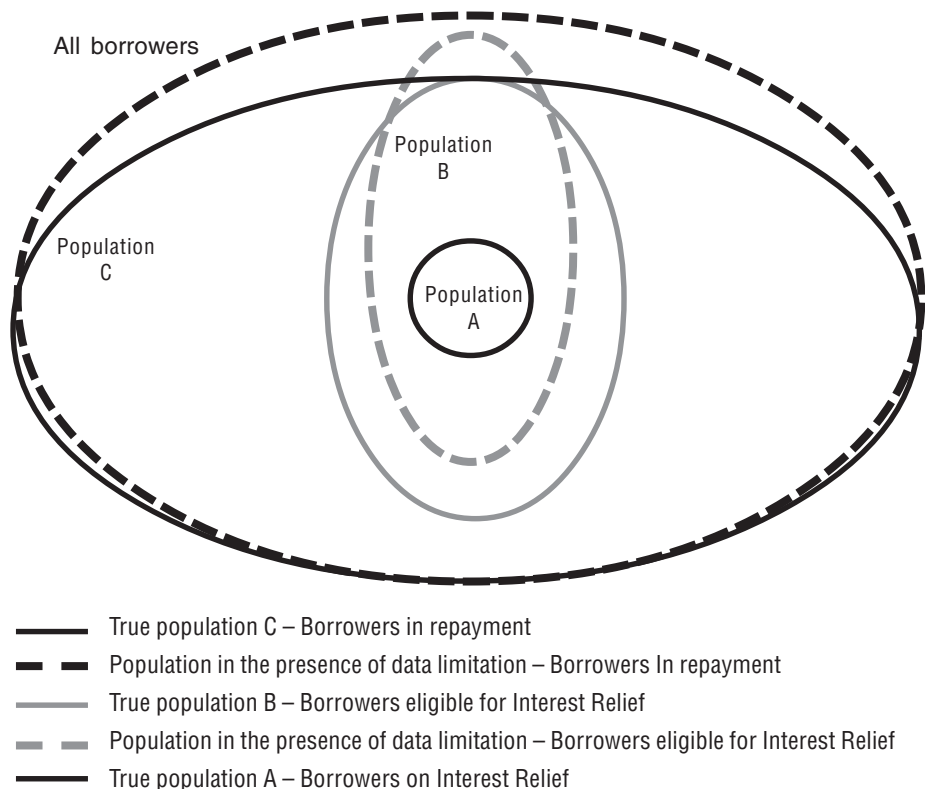 All borrowers
Population
B
Population
C
Population
A
True population C – Borrowers in repayment
Population in the presence of data limitation – Borrowers In repayment
True population B – Borrowers eligible for Interest Relief
Population in the presence of data limitation – Borrowers eligible for Interest Relief
True population A – Borrowers on Interest Relief